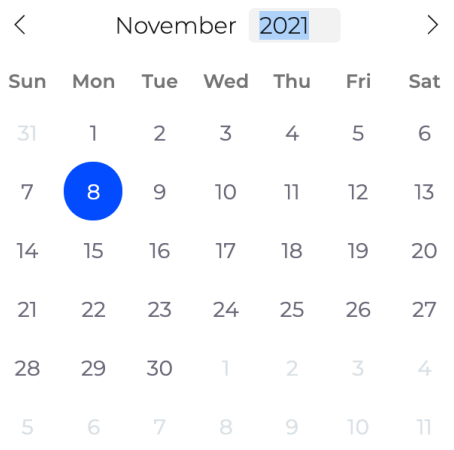 November 2021
Sun Mon Tue Wed Thu Fri Sat
31 1 2 3 4 5 6
7 8 9 10 11 12 13
14 15 16 17 18 19 20
21 22 23 24 25 26 27
28 29 30 1 2 3 4
5 6 7 8 9 10 11